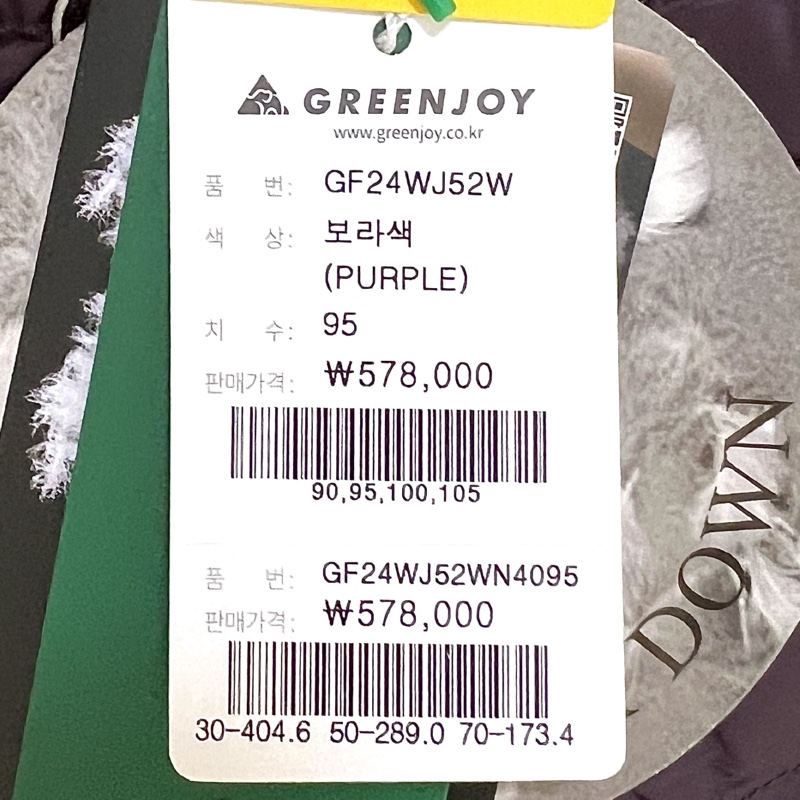 GREENJOY
www.greenjoy.co.kr
품 번: GF24WJ52W
색 상: 보라색
(PURPLE)
치 수: 95
판매가격: ₩578,000
90,95,100,105
품 번: GF24WJ52WN4095
판매가격: ₩578,000
30-404.6 50-289.0 70-173.4
DOWN